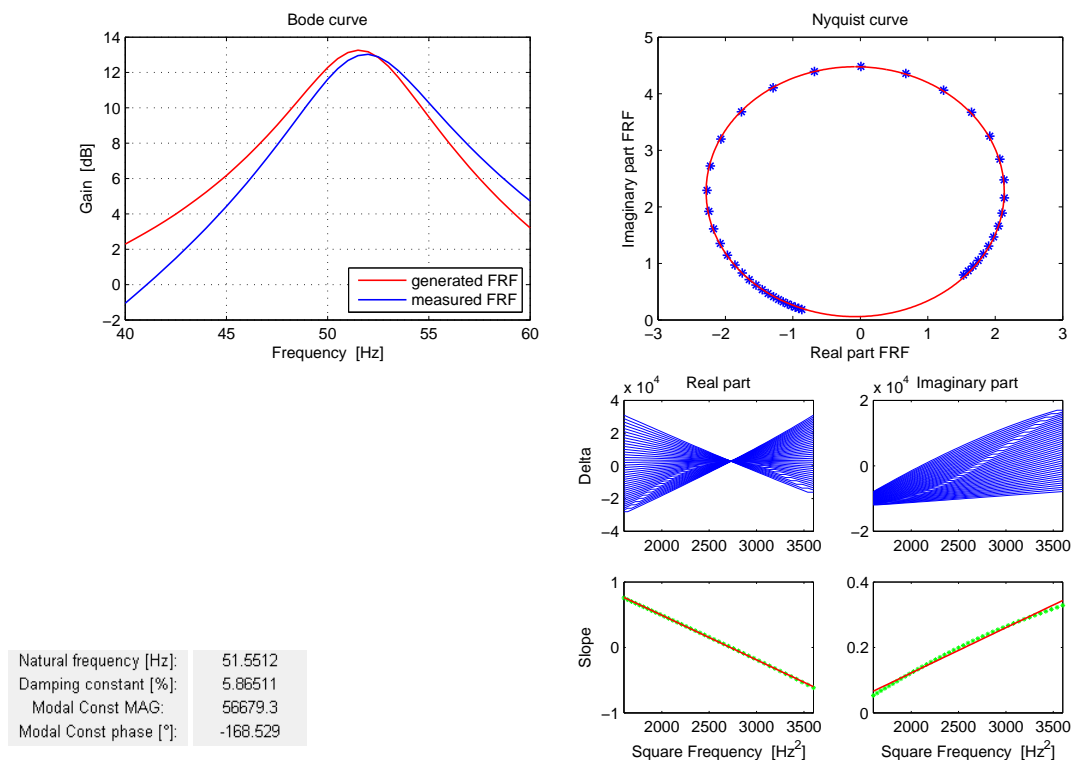 Bode curve
14
12
10
8
6
4
2
0
−2
Gain [dB]
40
45
50
55
60
Frequency [Hz]
generated FRF
measured FRF
Nyquist curve
5
4
3
2
1
0
Imaginary part FRF
−3
−2
−1
0
1
2
3
Real part FRF
x 10^4
Real part
4
2
0
−2
−4
Delta
2000
2500
3000
3500
x 10^4
Imaginary part
2
0
−2
2000
2500
3000
3500
1
0
−1
Slope
2000
2500
3000
3500
Square Frequency [Hz^2]
0.4
0.2
0
2000
2500
3000
3500
Square Frequency [Hz^2]
Natural frequency [Hz]: 51.5512
Damping constant [%]: 5.86511
Modal Const MAG: 56679.3
Modal Const phase [°]: -168.529